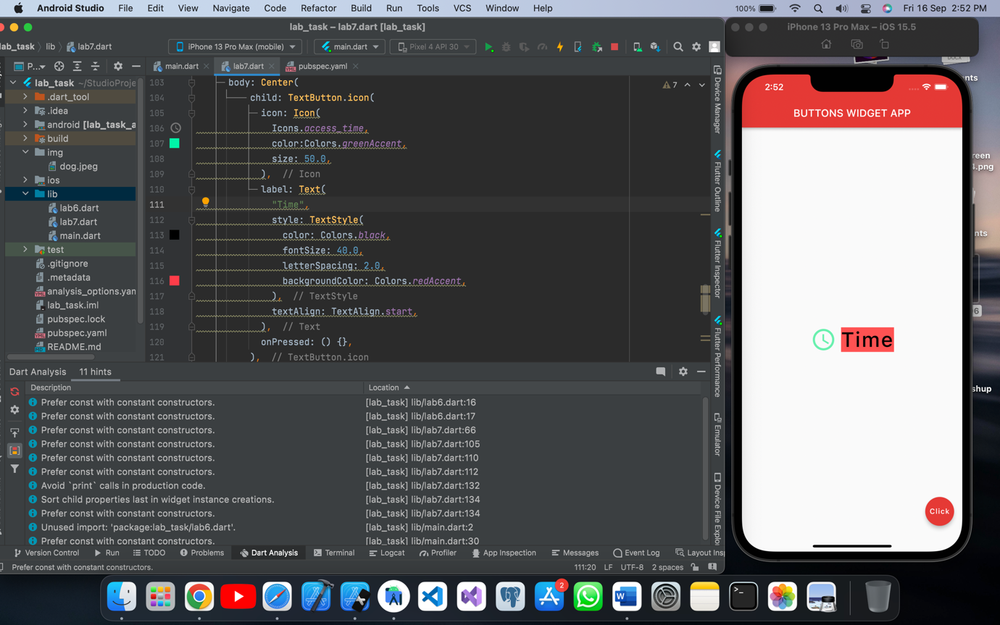 Android Studio File Edit View Navigate Code Refactor Build Run Tools VCS Window Help 100% Fri 16 Sep 2:52 PM
lab_task – lab7.dart [lab_task]
iPhone 13 Pro Max – iOS 15.5
lab_task lib lab7.dart iPhone 13 Pro Max (mobile) main.dart Pixel 4 API 30
P... main.dart lab7.dart pubspec.yaml
lab_task ~/StudioProje
.dart_tool
.idea
android [lab_task_a
build
img
dog.jpeg
ios
lib
lab6.dart
lab7.dart
main.dart
test
.gitignore
.metadata
analysis_options.yam
lab_task.iml
pubspec.lock
pubspec.yaml
README.md
7
103 body: Center(
104 child: TextButton.icon(
105 icon: Icon(
106 Icons.access_time,
107 color:Colors.greenAccent,
108 size: 50.0,
109 ), // Icon
110 label: Text(
111 "Time",
112 style: TextStyle(
113 color: Colors.black,
114 fontSize: 40.0,
115 letterSpacing: 2.0,
116 backgroundColor: Colors.redAccent,
117 ), // TextStyle
118 textAlign: TextAlign.start,
119 ), // Text
120 onPressed: () {},
121 ), // TextButton.icon
Device Manager
Flutter Outline
Flutter Inspector
Flutter Performance
Emulator
Device File Explo
Dart Analysis 11 hints
Description Location
Prefer const with constant constructors. [lab_task] lib/lab6.dart:16
Prefer const with constant constructors. [lab_task] lib/lab6.dart:17
Prefer const with constant constructors. [lab_task] lib/lab7.dart:66
Prefer const with constant constructors. [lab_task] lib/lab7.dart:105
Prefer const with constant constructors. [lab_task] lib/lab7.dart:110
Prefer const with constant constructors. [lab_task] lib/lab7.dart:112
Avoid `print` calls in production code. [lab_task] lib/lab7.dart:132
Sort child properties last in widget instance creations. [lab_task] lib/lab7.dart:134
Prefer const with constant constructors. [lab_task] lib/lab7.dart:134
Unused import: 'package:lab_task/lab6.dart'. [lab_task] lib/main.dart:2
Prefer const with constant constructors. [lab_task] lib/main.dart:30
Version Control Run TODO Problems Dart Analysis Terminal Logcat Profiler App Inspection Messages Event Log Layout Ins
Prefer const with constant constructors. 111:20 LF UTF-8 2 spaces
2:52
BUTTONS WIDGET APP
Time
Click
nts
reen
4.png
nts
6
shup
2
W
>_